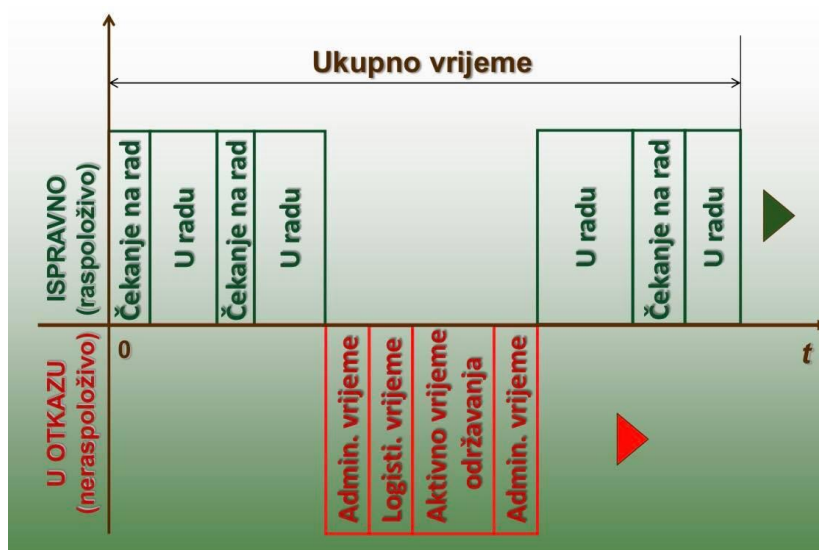 Ukupno vrijeme
ISPRAVNO
(raspoloživo)
Čekanje na rad
U radu
Čekanje na rad
U radu
U radu
Čekanje na rad
U radu
0
t
U OTKAZU
(neraspoloživo)
Admin. vrijeme
Logisti. vrijeme
Aktivno vrijeme
održavanja
Admin. vrijeme